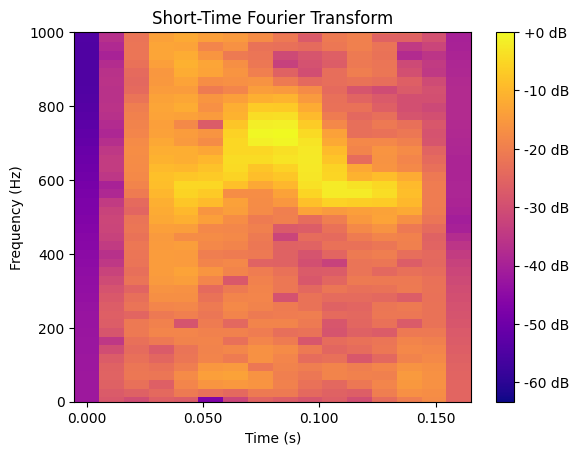 Short-Time Fourier Transform
1000
800
600
400
200
0
Frequency (Hz)
0.000
0.050
0.100
0.150
Time (s)
+0 dB
-10 dB
-20 dB
-30 dB
-40 dB
-50 dB
-60 dB